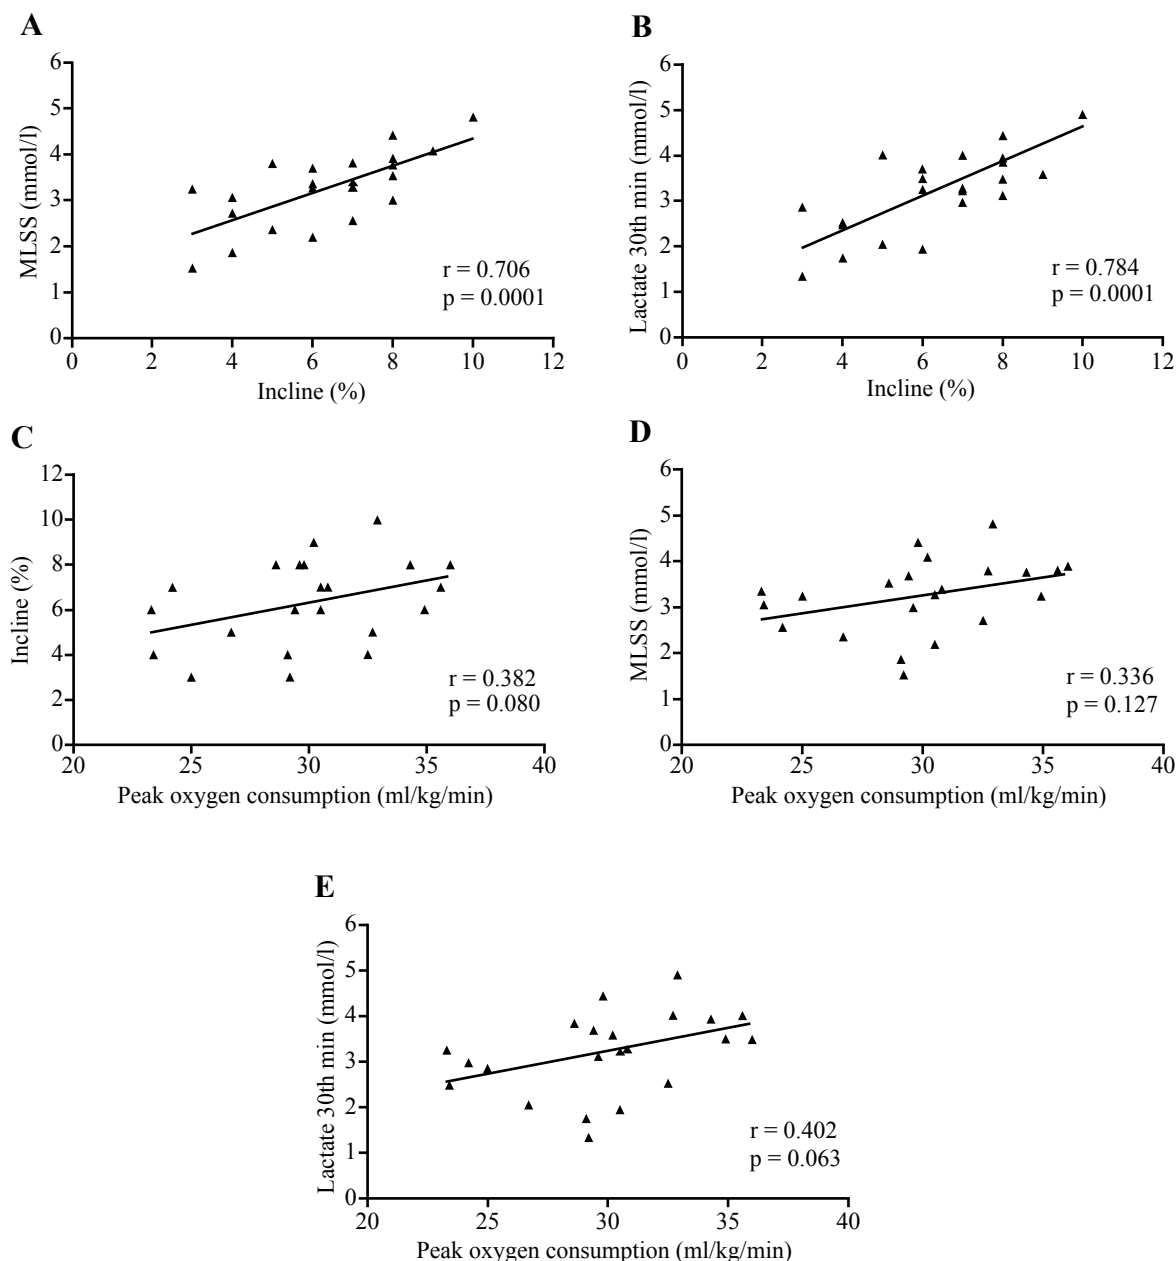 A
MLSS (mmol/l)
6
5
4
3
2
1
0
0 2 4 6 8 10 12
Incline (%)
r = 0.706
p = 0.0001
B
Lactate 30th min (mmol/l)
6
5
4
3
2
1
0
0 2 4 6 8 10 12
Incline (%)
r = 0.784
p = 0.0001
C
Incline (%)
12
10
8
6
4
2
0
20 25 30 35 40
Peak oxygen consumption (ml/kg/min)
r = 0.382
p = 0.080
D
MLSS (mmol/l)
6
5
4
3
2
1
0
20 25 30 35 40
Peak oxygen consumption (ml/kg/min)
r = 0.336
p = 0.127
E
Lactate 30th min (mmol/l)
6
5
4
3
2
1
0
20 25 30 35 40
Peak oxygen consumption (ml/kg/min)
r = 0.402
p = 0.063